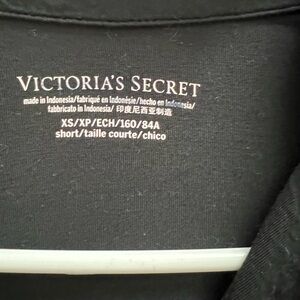 VICTORIA'S SECRET
made in Indonesia/fabriqué en Indonésie/hecho en Indonesia/
fabbricato in Indonesia/ 印度尼西亚制造
XS/XP/ECH/160/84A
short/taille courte/chico